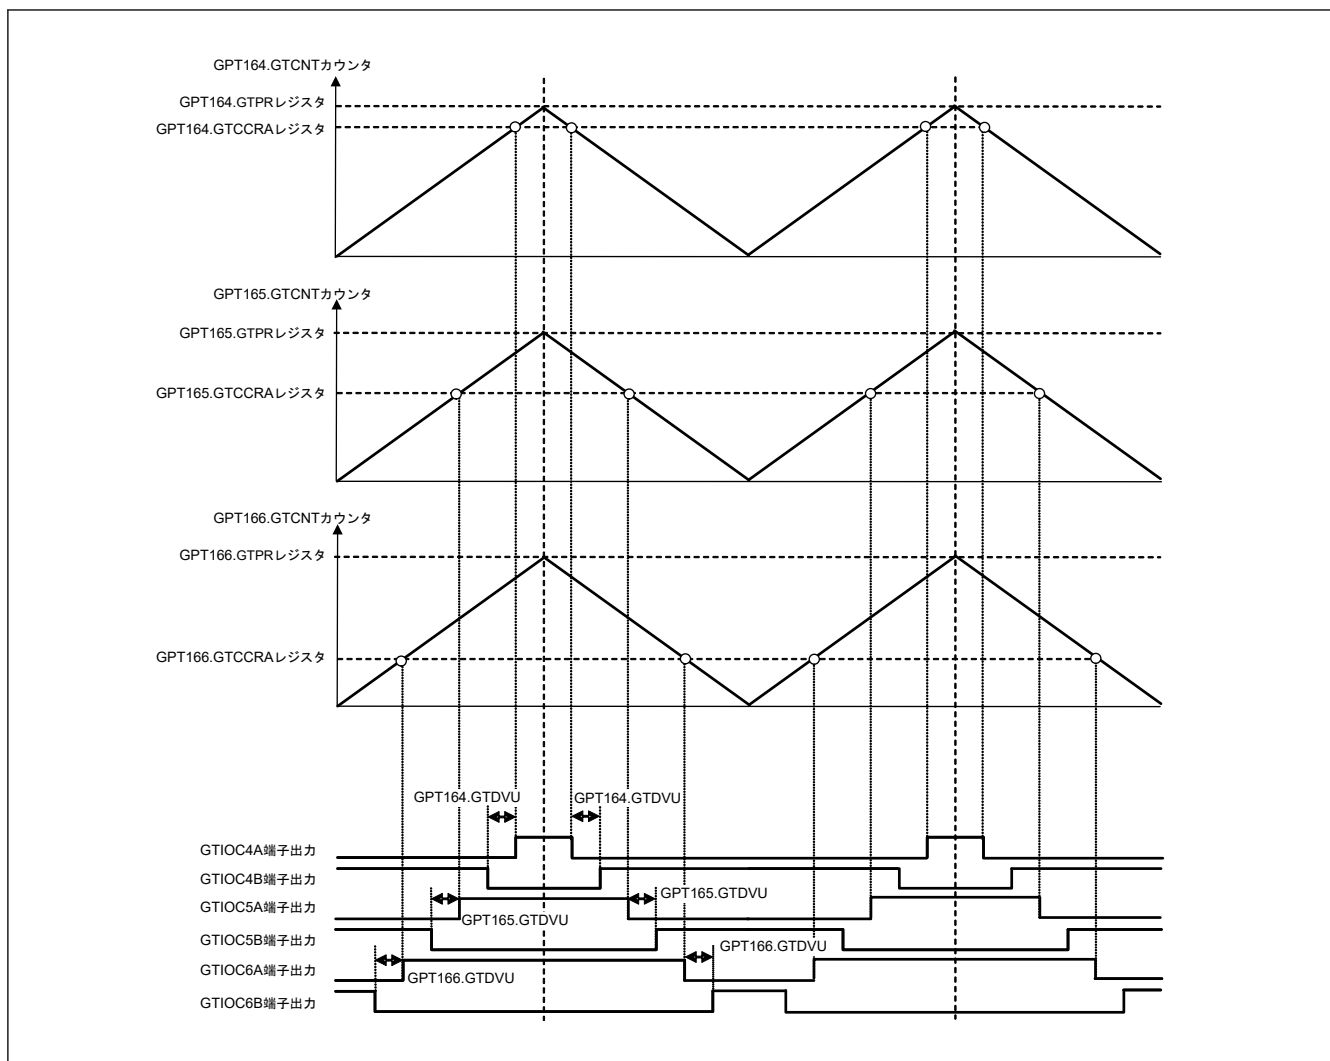 GPT164.GTCNTカウンタ
GPT164.GTPRレジスタ
GPT164.GTCCRAレジスタ
GPT165.GTCNTカウンタ
GPT165.GTPRレジスタ
GPT165.GTCCRAレジスタ
GPT166.GTCNTカウンタ
GPT166.GTPRレジスタ
GPT166.GTCCRAレジスタ
GPT164.GTDVU
GPT164.GTDVU
GTIOC4A端子出力
GTIOC4B端子出力
GPT165.GTDVU
GTIOC5A端子出力
GPT165.GTDVU
GTIOC5B端子出力
GPT166.GTDVU
GTIOC6A端子出力
GPT166.GTDVU
GTIOC6B端子出力